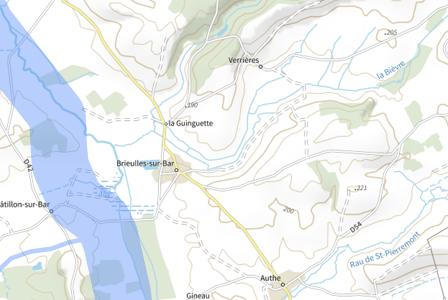 205
Verrières
la Bièvre
190
la Guinguette
D42
Brieulles-sur-Bar
221
âtillon-sur-Bar
200
D54
Rau de St-Pierremont
Authe
Gineau